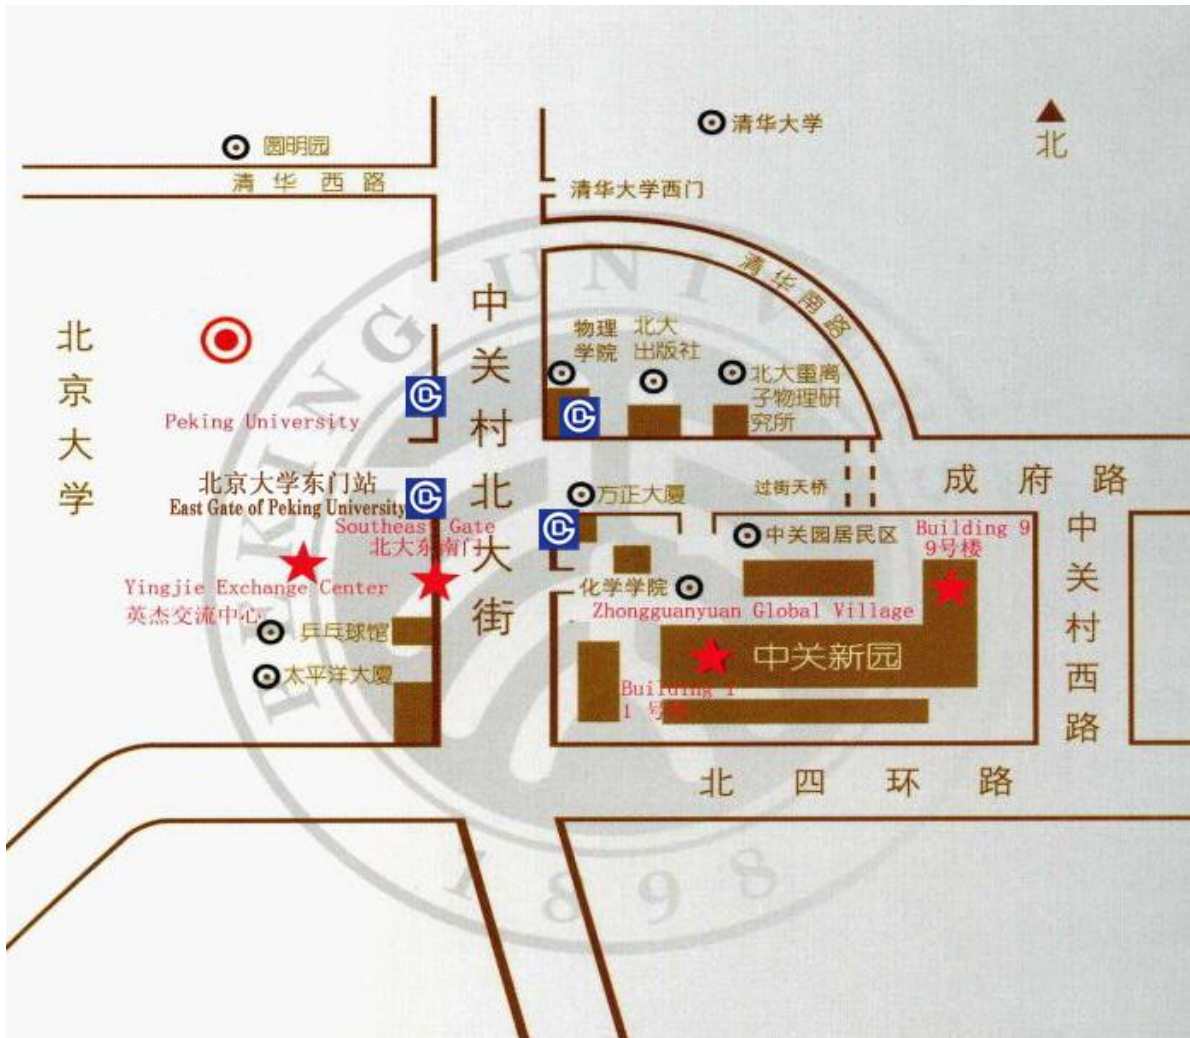 清华大学
北
圆明园
清华西路
清华大学西门
清华南路
北京大学
中关村北大街
物理
学院
北大
出版社
北大重离
子物理研
究所
Peking University
北京大学东门站
East Gate of Peking University
Southeast Gate
北大东南门
方正大厦
过街天桥
成府路
中关村西路
中关园居民区
Building 9
9号楼
Yingjie Exchange Center
英杰交流中心
化学学院
Zhongguanyuan Global Village
乒乓球馆
太平洋大厦
中关新园
Building 1
1 号楼
北四环路
PEKING UNIV
1898